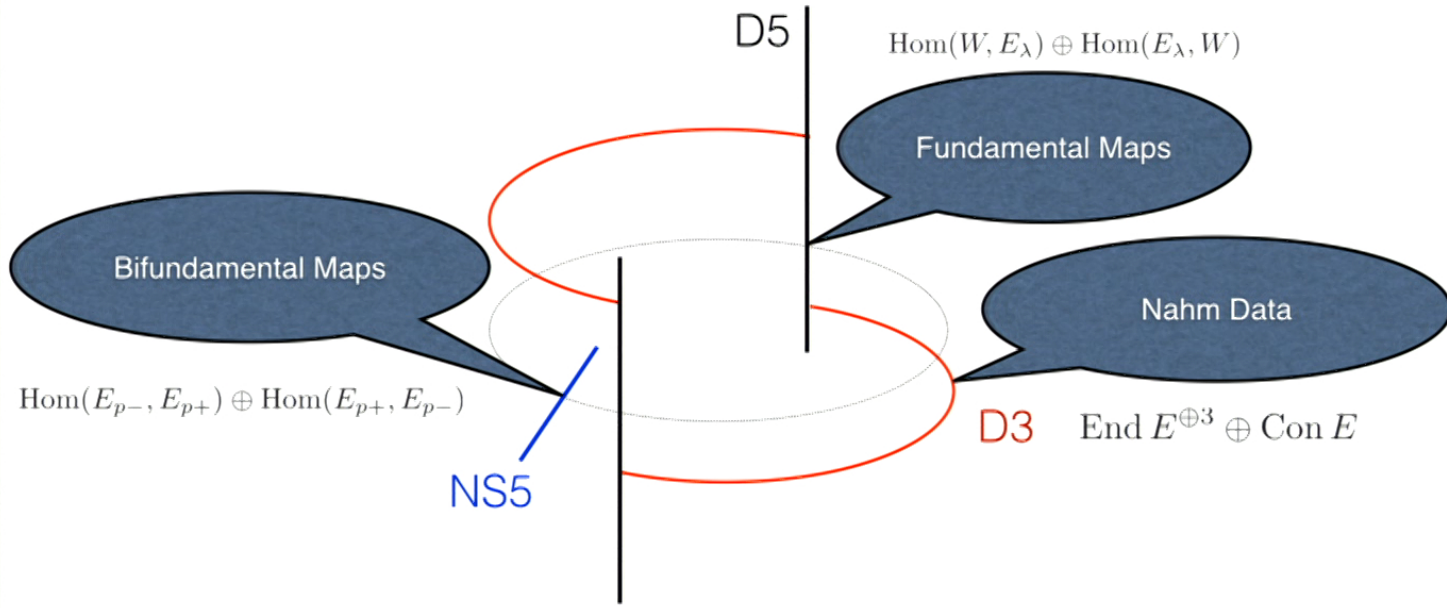 D5
Hom(W, E_λ) ⊕ Hom(E_λ, W)
Fundamental Maps
Bifundamental Maps
Nahm Data
Hom(E_{p−}, E_{p+}) ⊕ Hom(E_{p+}, E_{p−})
D3
End E^{⊕3} ⊕ Con E
NS5